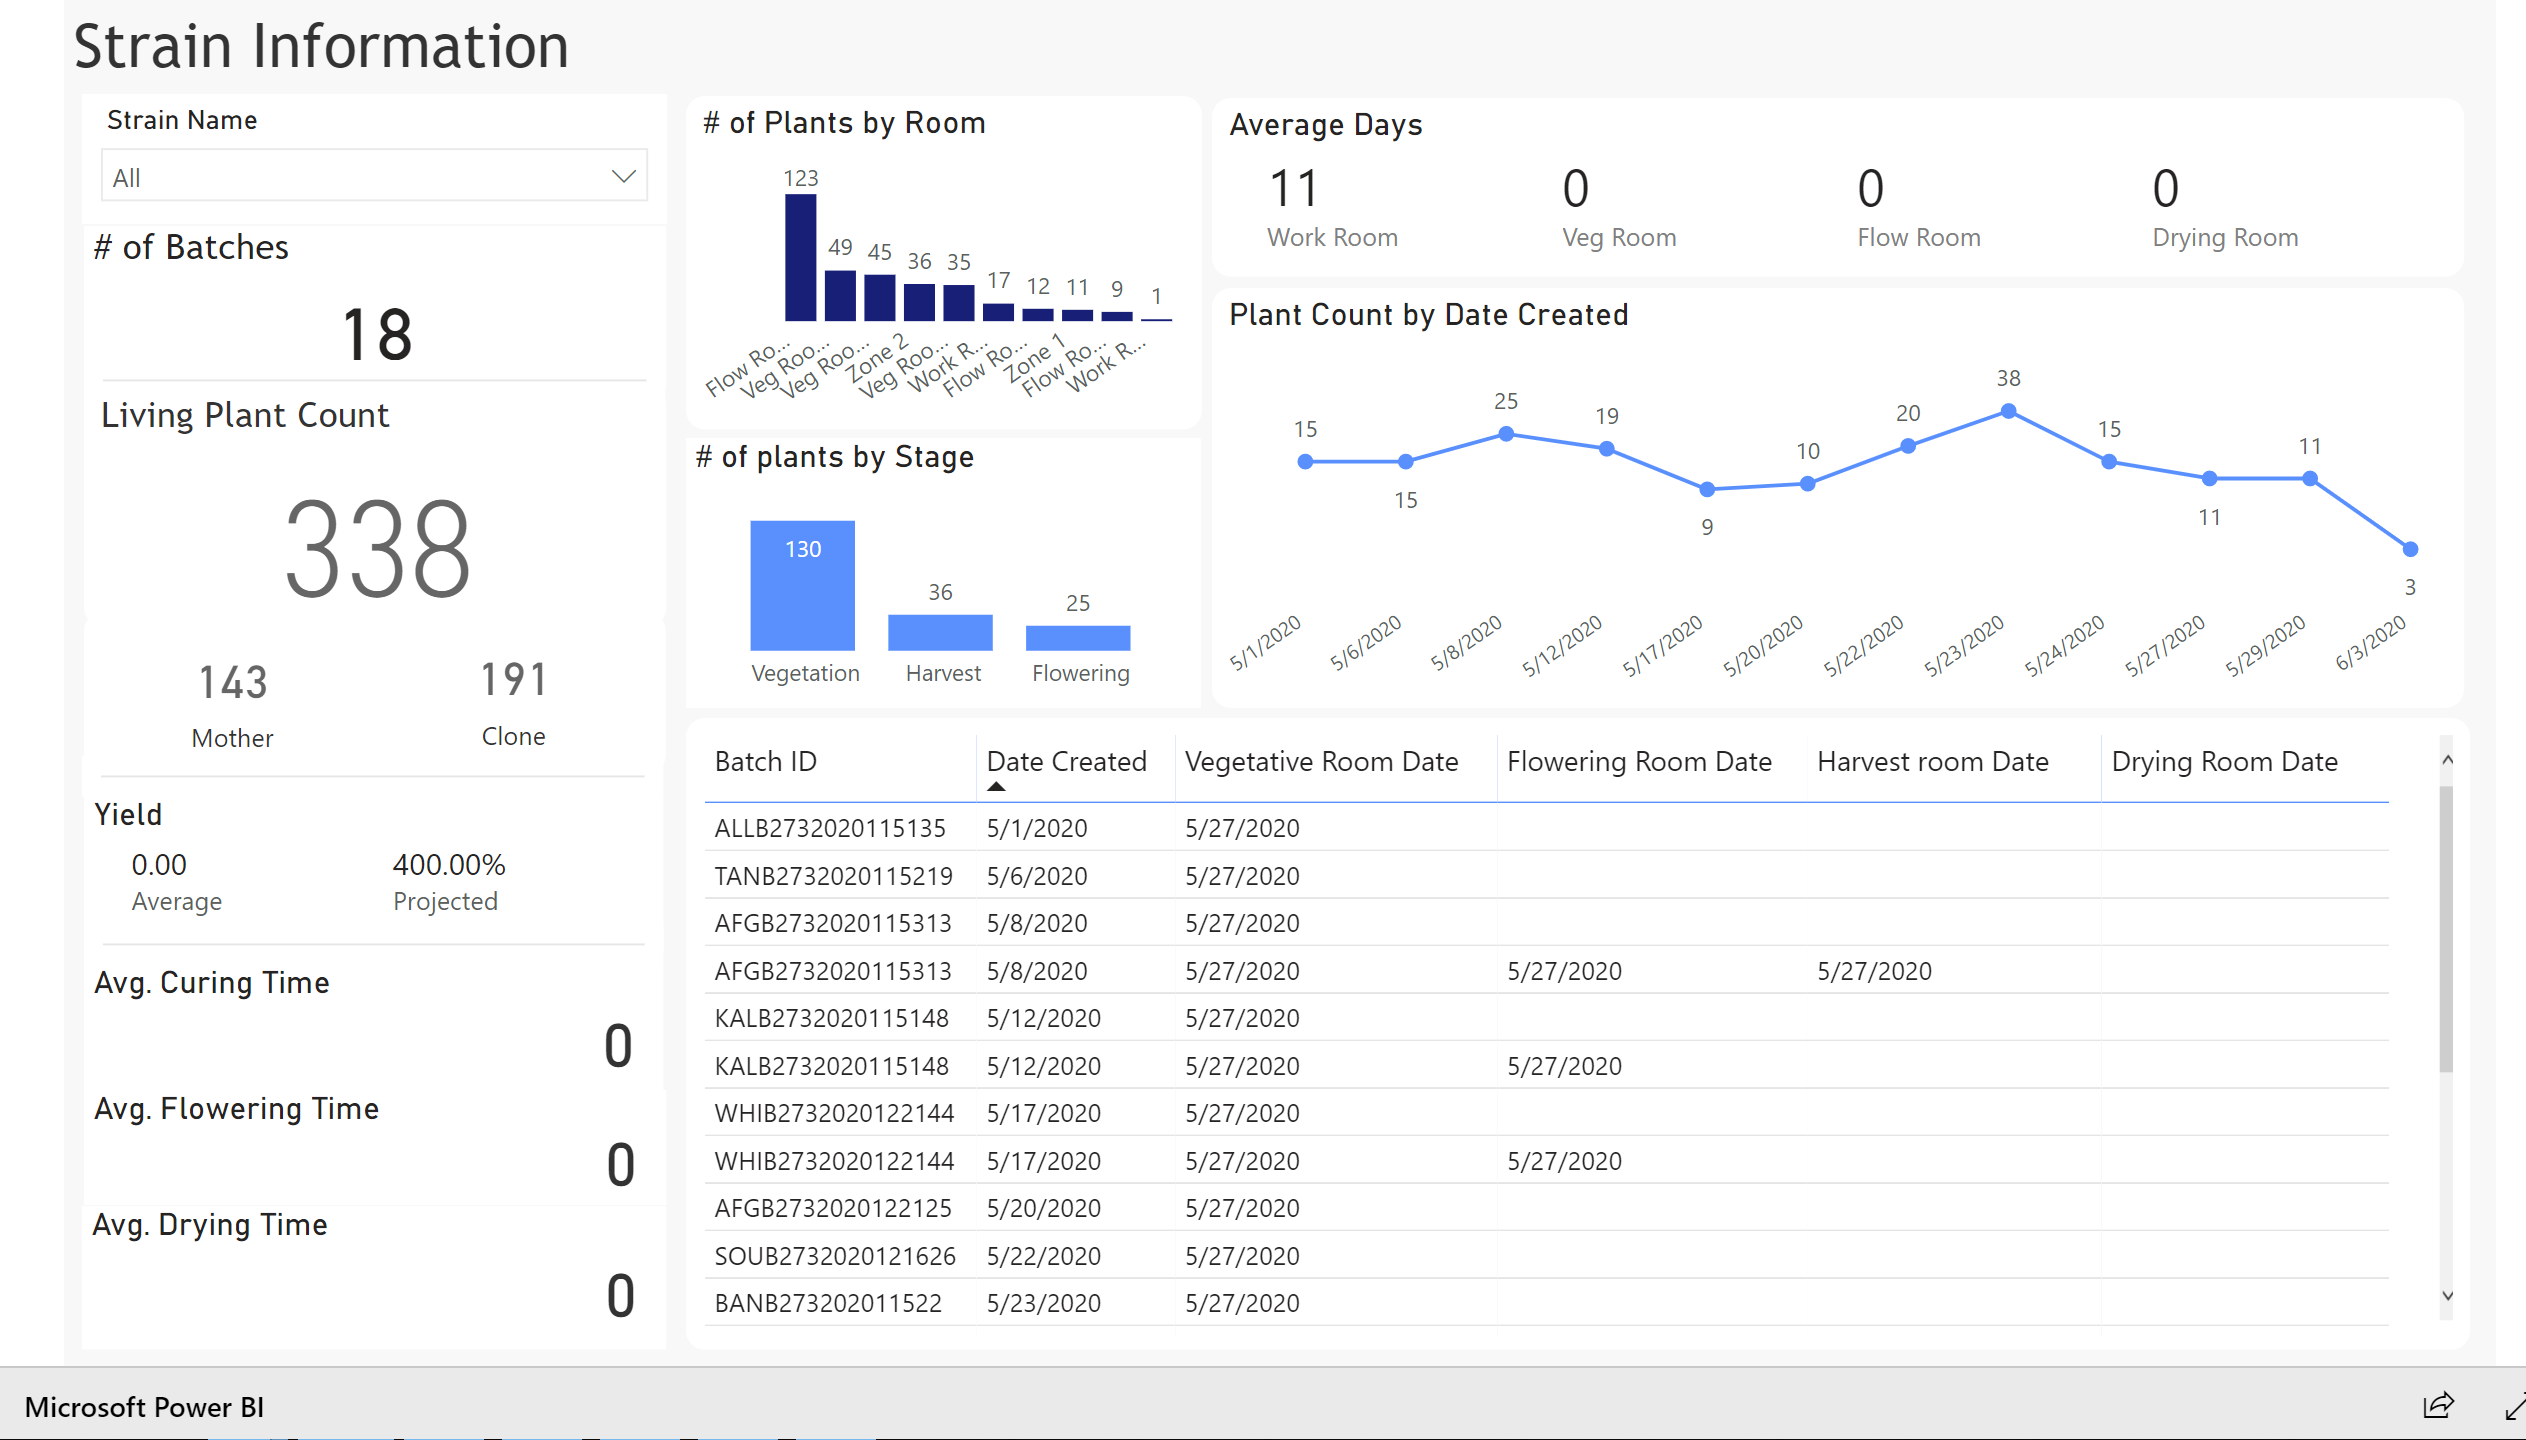 Strain Information
Strain Name
All
# of Batches
18
Living Plant Count
338
143
191
Mother
Clone
Yield
0.00
400.00%
Average
Projected
Avg. Curing Time
0
Avg. Flowering Time
0
Avg. Drying Time
0
# of Plants by Room
123
49
45
36
35
17
12
11
9
1
Flow Ro...
Veg Roo...
Veg Roo...
Zone 2
Veg Roo...
Work R...
Flow Ro...
Zone 1
Flow Ro...
Work R...
# of plants by Stage
130
36
25
Vegetation
Harvest
Flowering
Average Days
11
0
0
0
Work Room
Veg Room
Flow Room
Drying Room
Plant Count by Date Created
15
15
25
19
9
10
20
38
15
11
11
3
5/1/2020
5/6/2020
5/8/2020
5/12/2020
5/17/2020
5/20/2020
5/22/2020
5/23/2020
5/24/2020
5/27/2020
5/29/2020
6/3/2020
Batch ID Date Created Vegetative Room Date Flowering Room Date Harvest room Date Drying Room Date
ALLB2732020115135 5/1/2020 5/27/2020
TANB2732020115219 5/6/2020 5/27/2020
AFGB2732020115313 5/8/2020 5/27/2020
AFGB2732020115313 5/8/2020 5/27/2020 5/27/2020 5/27/2020
KALB2732020115148 5/12/2020 5/27/2020
KALB2732020115148 5/12/2020 5/27/2020 5/27/2020
WHIB2732020122144 5/17/2020 5/27/2020
WHIB2732020122144 5/17/2020 5/27/2020 5/27/2020
AFGB2732020122125 5/20/2020 5/27/2020
SOUB2732020121626 5/22/2020 5/27/2020
BANB273202011522 5/23/2020 5/27/2020
Microsoft Power BI